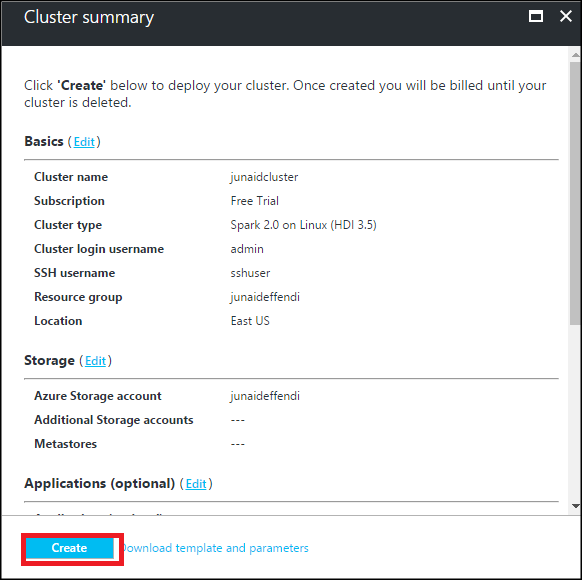 Cluster summary
Click 'Create' below to deploy your cluster. Once created you will be billed until your
cluster is deleted.
Basics (Edit)
Cluster name junaidcluster
Subscription Free Trial
Cluster type Spark 2.0 on Linux (HDI 3.5)
Cluster login username admin
SSH username sshuser
Resource group junaideffendi
Location East US
Storage (Edit)
Azure Storage account junaideffendi
Additional Storage accounts ---
Metastores ---
Applications (optional) (Edit)
Create Download template and parameters